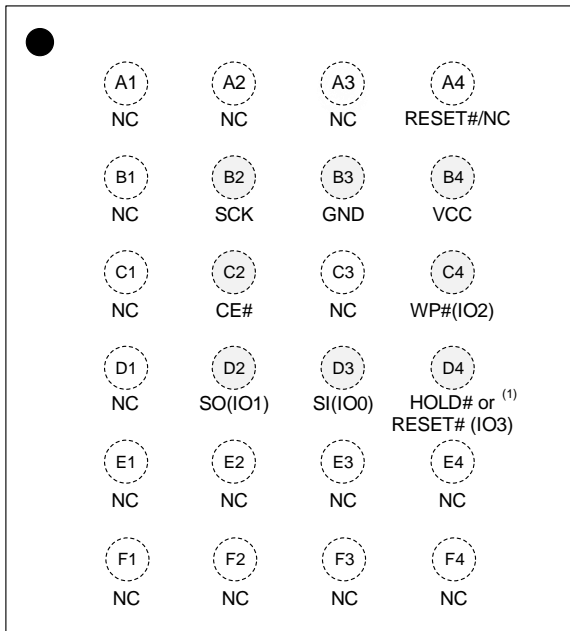 A1 A2 A3 A4
NC NC NC RESET#/NC
B1 B2 B3 B4
NC SCK GND VCC
C1 C2 C3 C4
NC CE# NC WP#(IO2)
D1 D2 D3 D4
NC SO(IO1) SI(IO0) HOLD# or (1)
RESET# (IO3)
E1 E2 E3 E4
NC NC NC NC
F1 F2 F3 F4
NC NC NC NC